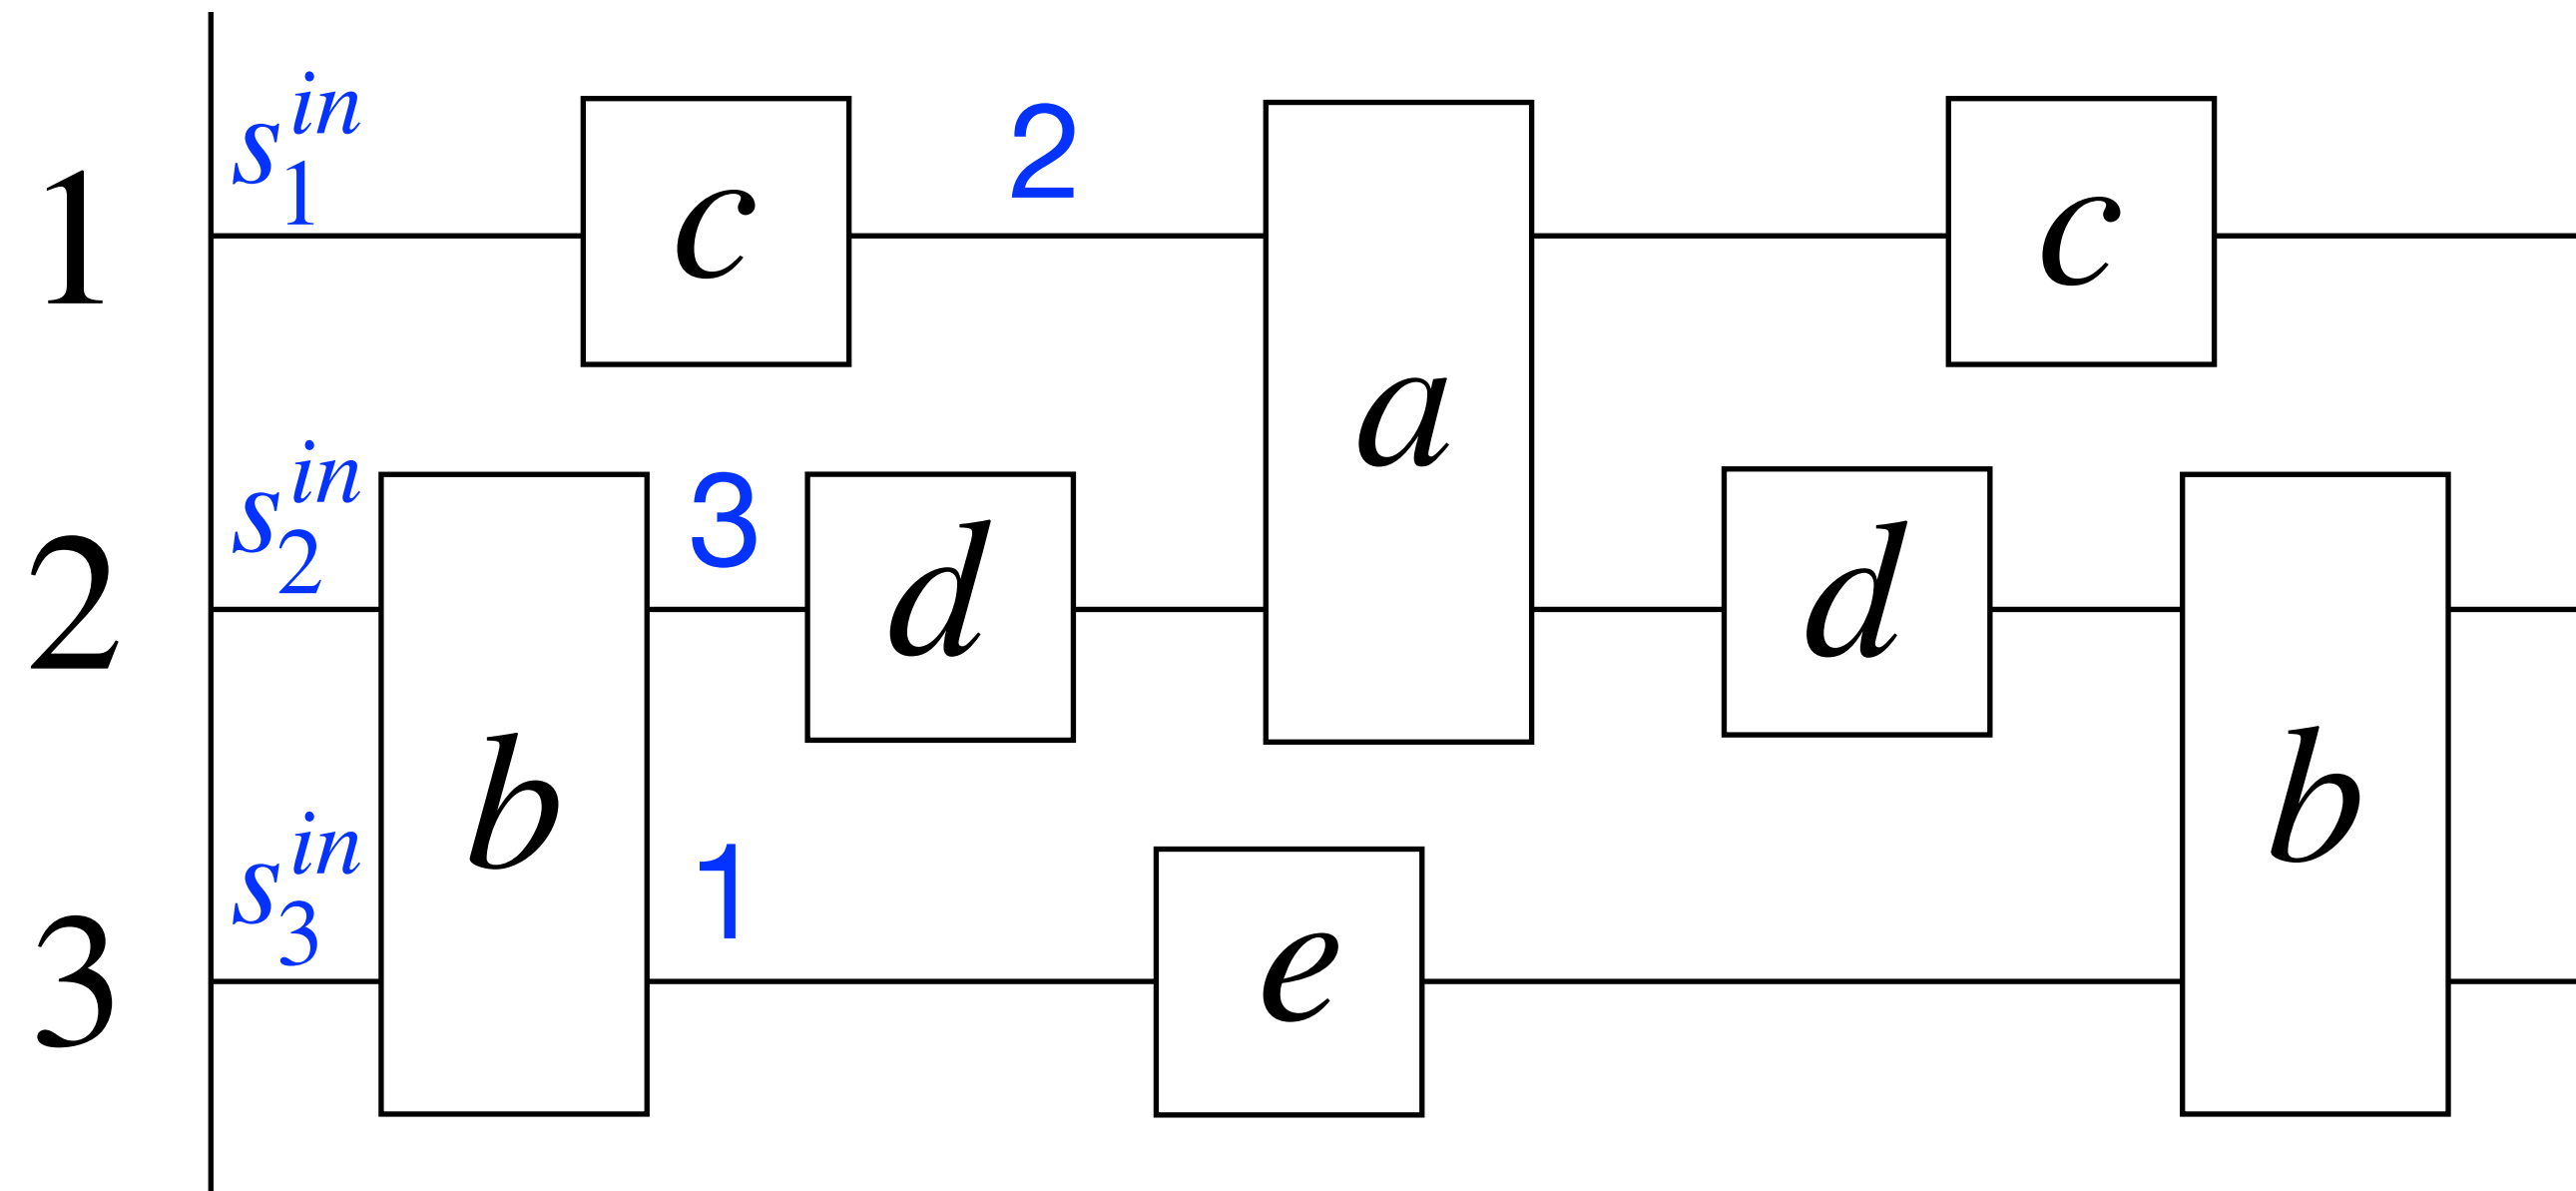 1 s_1^{in} c 2 a c
2 s_2^{in} 3 d d
b b
3 s_3^{in} 1 e